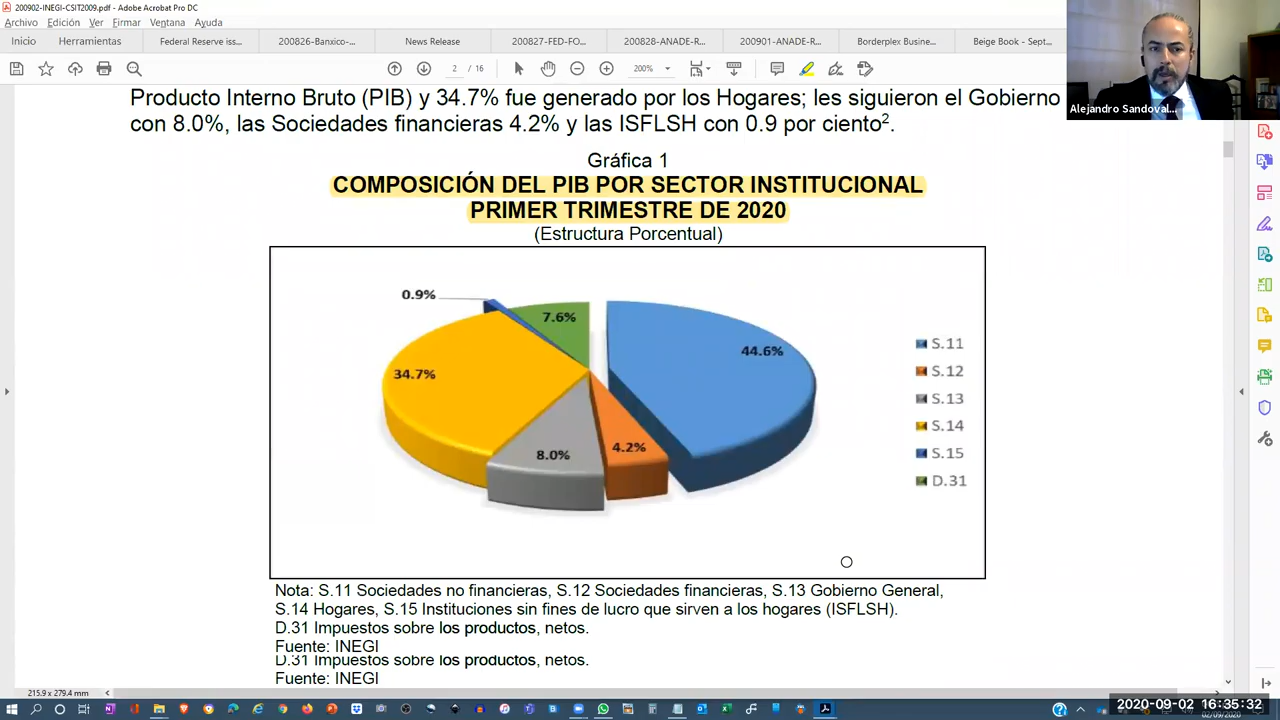 200902-INEGI-CSIT2009.pdf - Adobe Acrobat Pro DC
Archivo Edición Ver Firmar Ventana Ayuda
Inicio Herramientas Federal Reserve iss... 200826-Banxico-... News Release 200827-FED-FO... 200828-ANADE-R... 200901-ANADE-R... Borderplex Busine... Beige Book - Sept...
2 / 16 200%
Alejandro Sandoval...
Producto Interno Bruto (PIB) y 34.7% fue generado por los Hogares; les siguieron el Gobierno
con 8.0%, las Sociedades financieras 4.2% y las ISFLSH con 0.9 por ciento².
Gráfica 1
COMPOSICIÓN DEL PIB POR SECTOR INSTITUCIONAL
PRIMER TRIMESTRE DE 2020
(Estructura Porcentual)
0.9%
7.6%
44.6%
34.7%
4.2%
8.0%
S.11
S.12
S.13
S.14
S.15
D.31
Nota: S.11 Sociedades no financieras, S.12 Sociedades financieras, S.13 Gobierno General,
S.14 Hogares, S.15 Instituciones sin fines de lucro que sirven a los hogares (ISFLSH).
D.31 Impuestos sobre los productos, netos.
Fuente: INEGI
D.31 Impuestos sobre los productos, netos.
Fuente: INEGI
215.9 x 279.4 mm
2020-09-02 16:35:32
02/09/2020